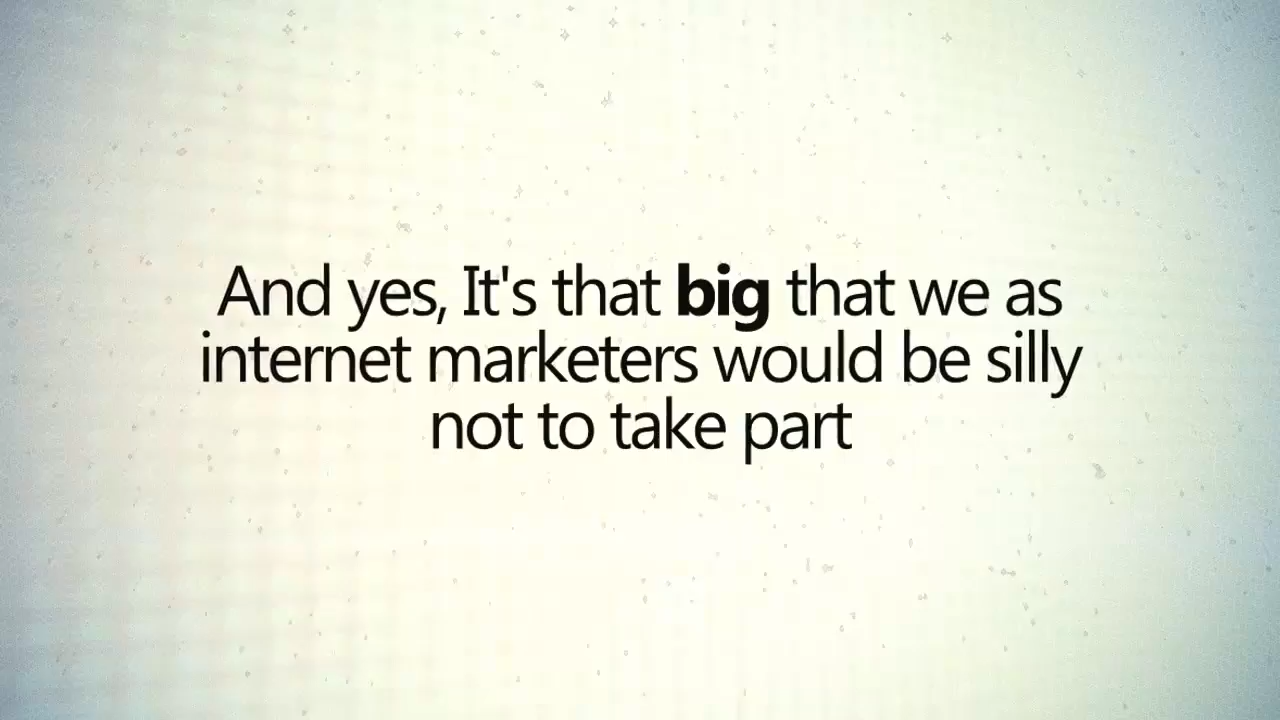 And yes, It's that big that we as
internet marketers would be silly
not to take part